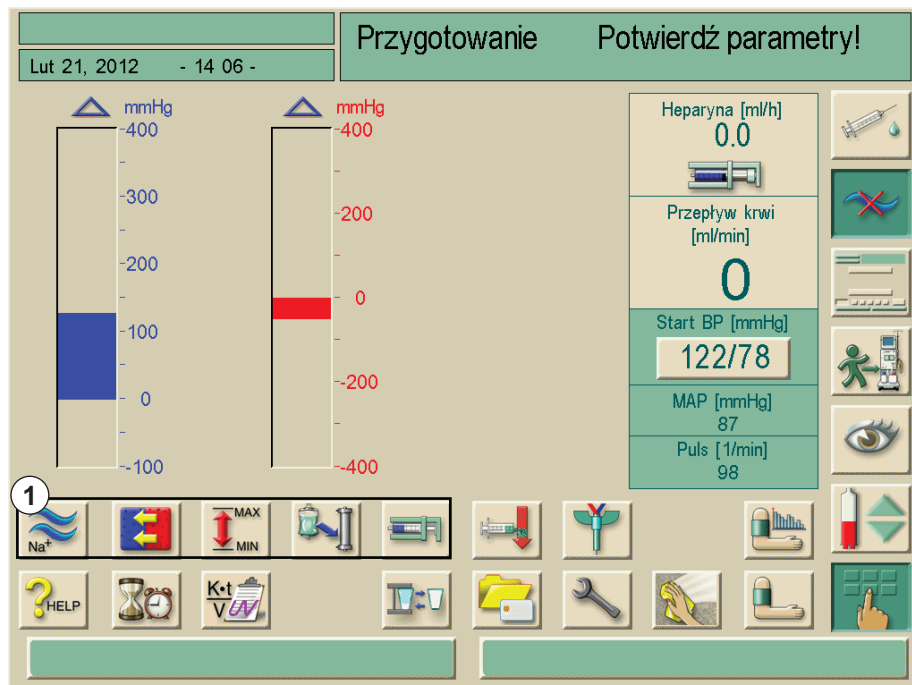 Przygotowanie Potwierdź parametry!
Lut 21, 2012 - 14 06 -
mmHg
400
300
200
100
0
-100
mmHg
400
200
0
-200
-400
Heparyna [ml/h]
0.0
Przepływ krwi
[ml/min]
0
Start BP [mmHg]
122/78
MAP [mmHg]
87
Puls [1/min]
98
1
Na+
MAX
MIN
HELP
K•t
V